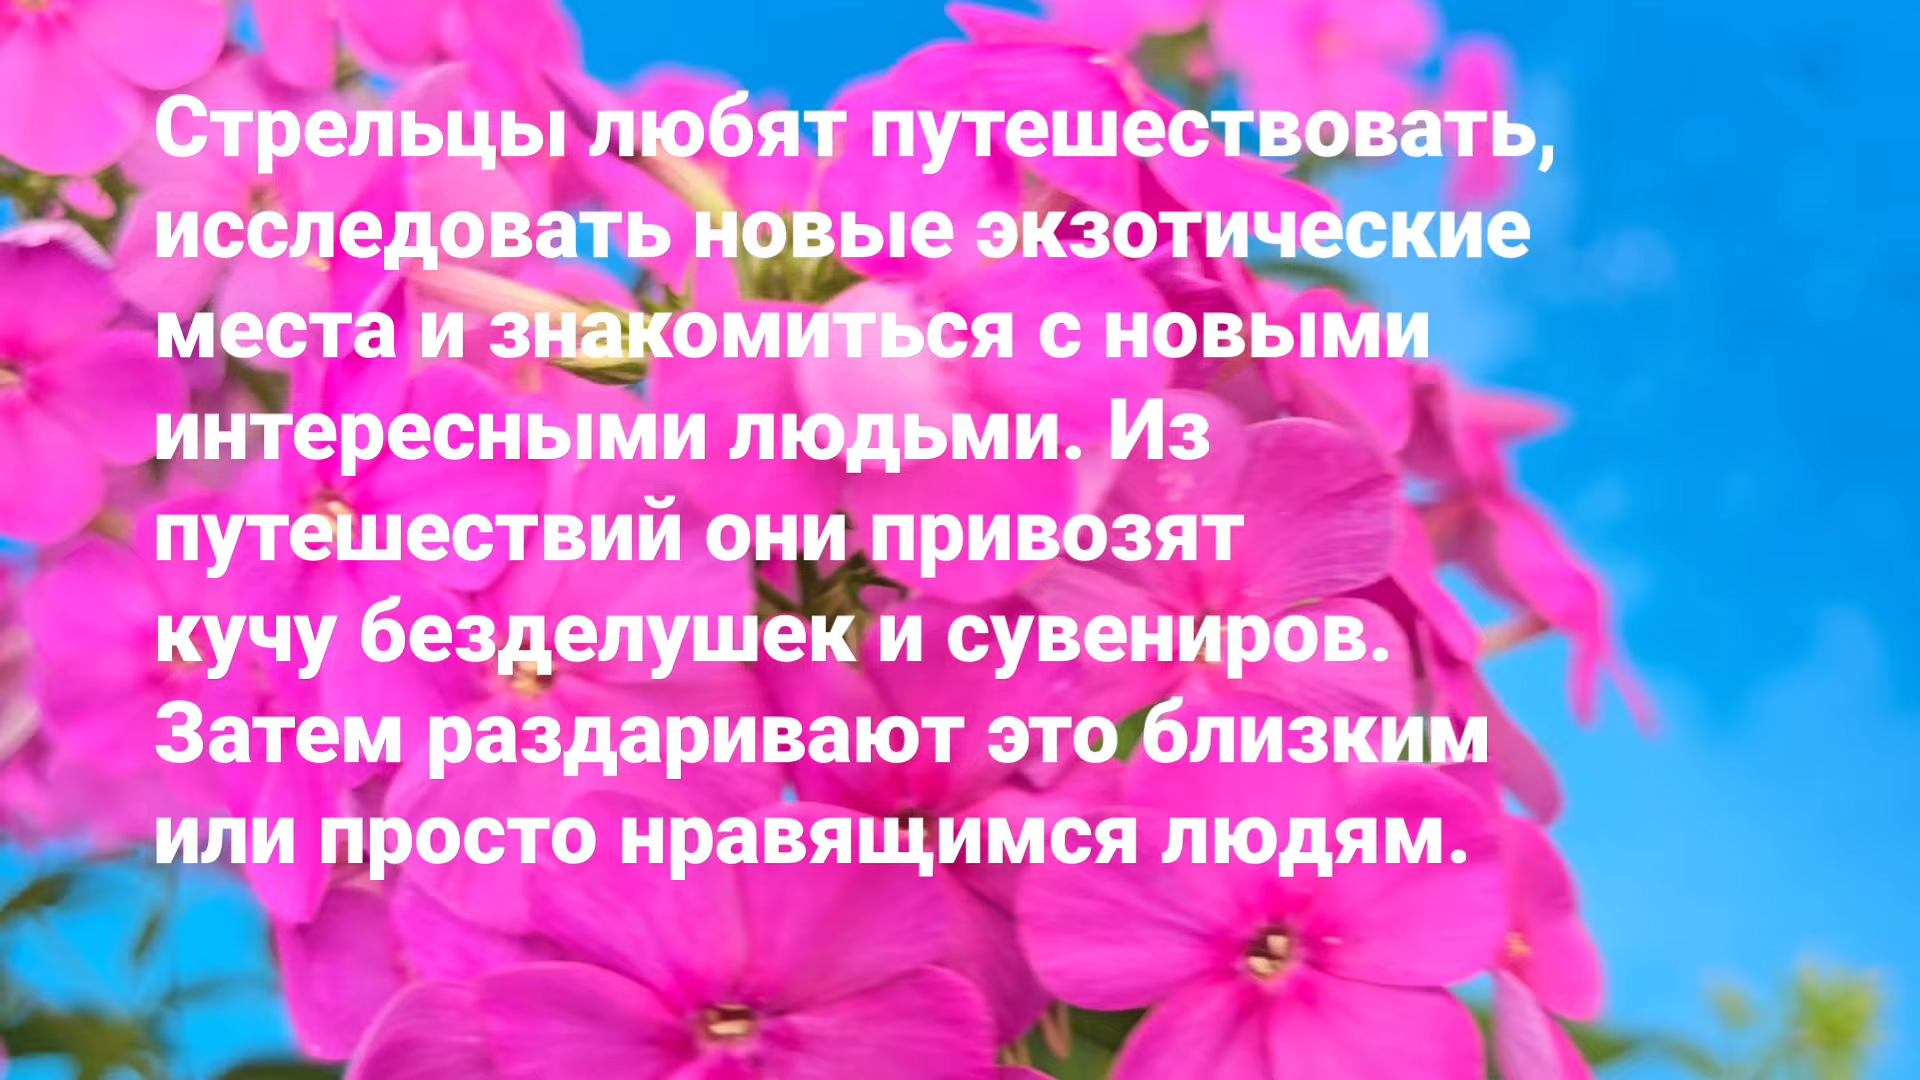 Стрельцы любят путешествовать,
исследовать новые экзотические
места и знакомиться с новыми
интересными людьми. Из
путешествий они привозят
кучу безделушек и сувениров.
Затем раздаривают это близким
или просто нравящимся людям.